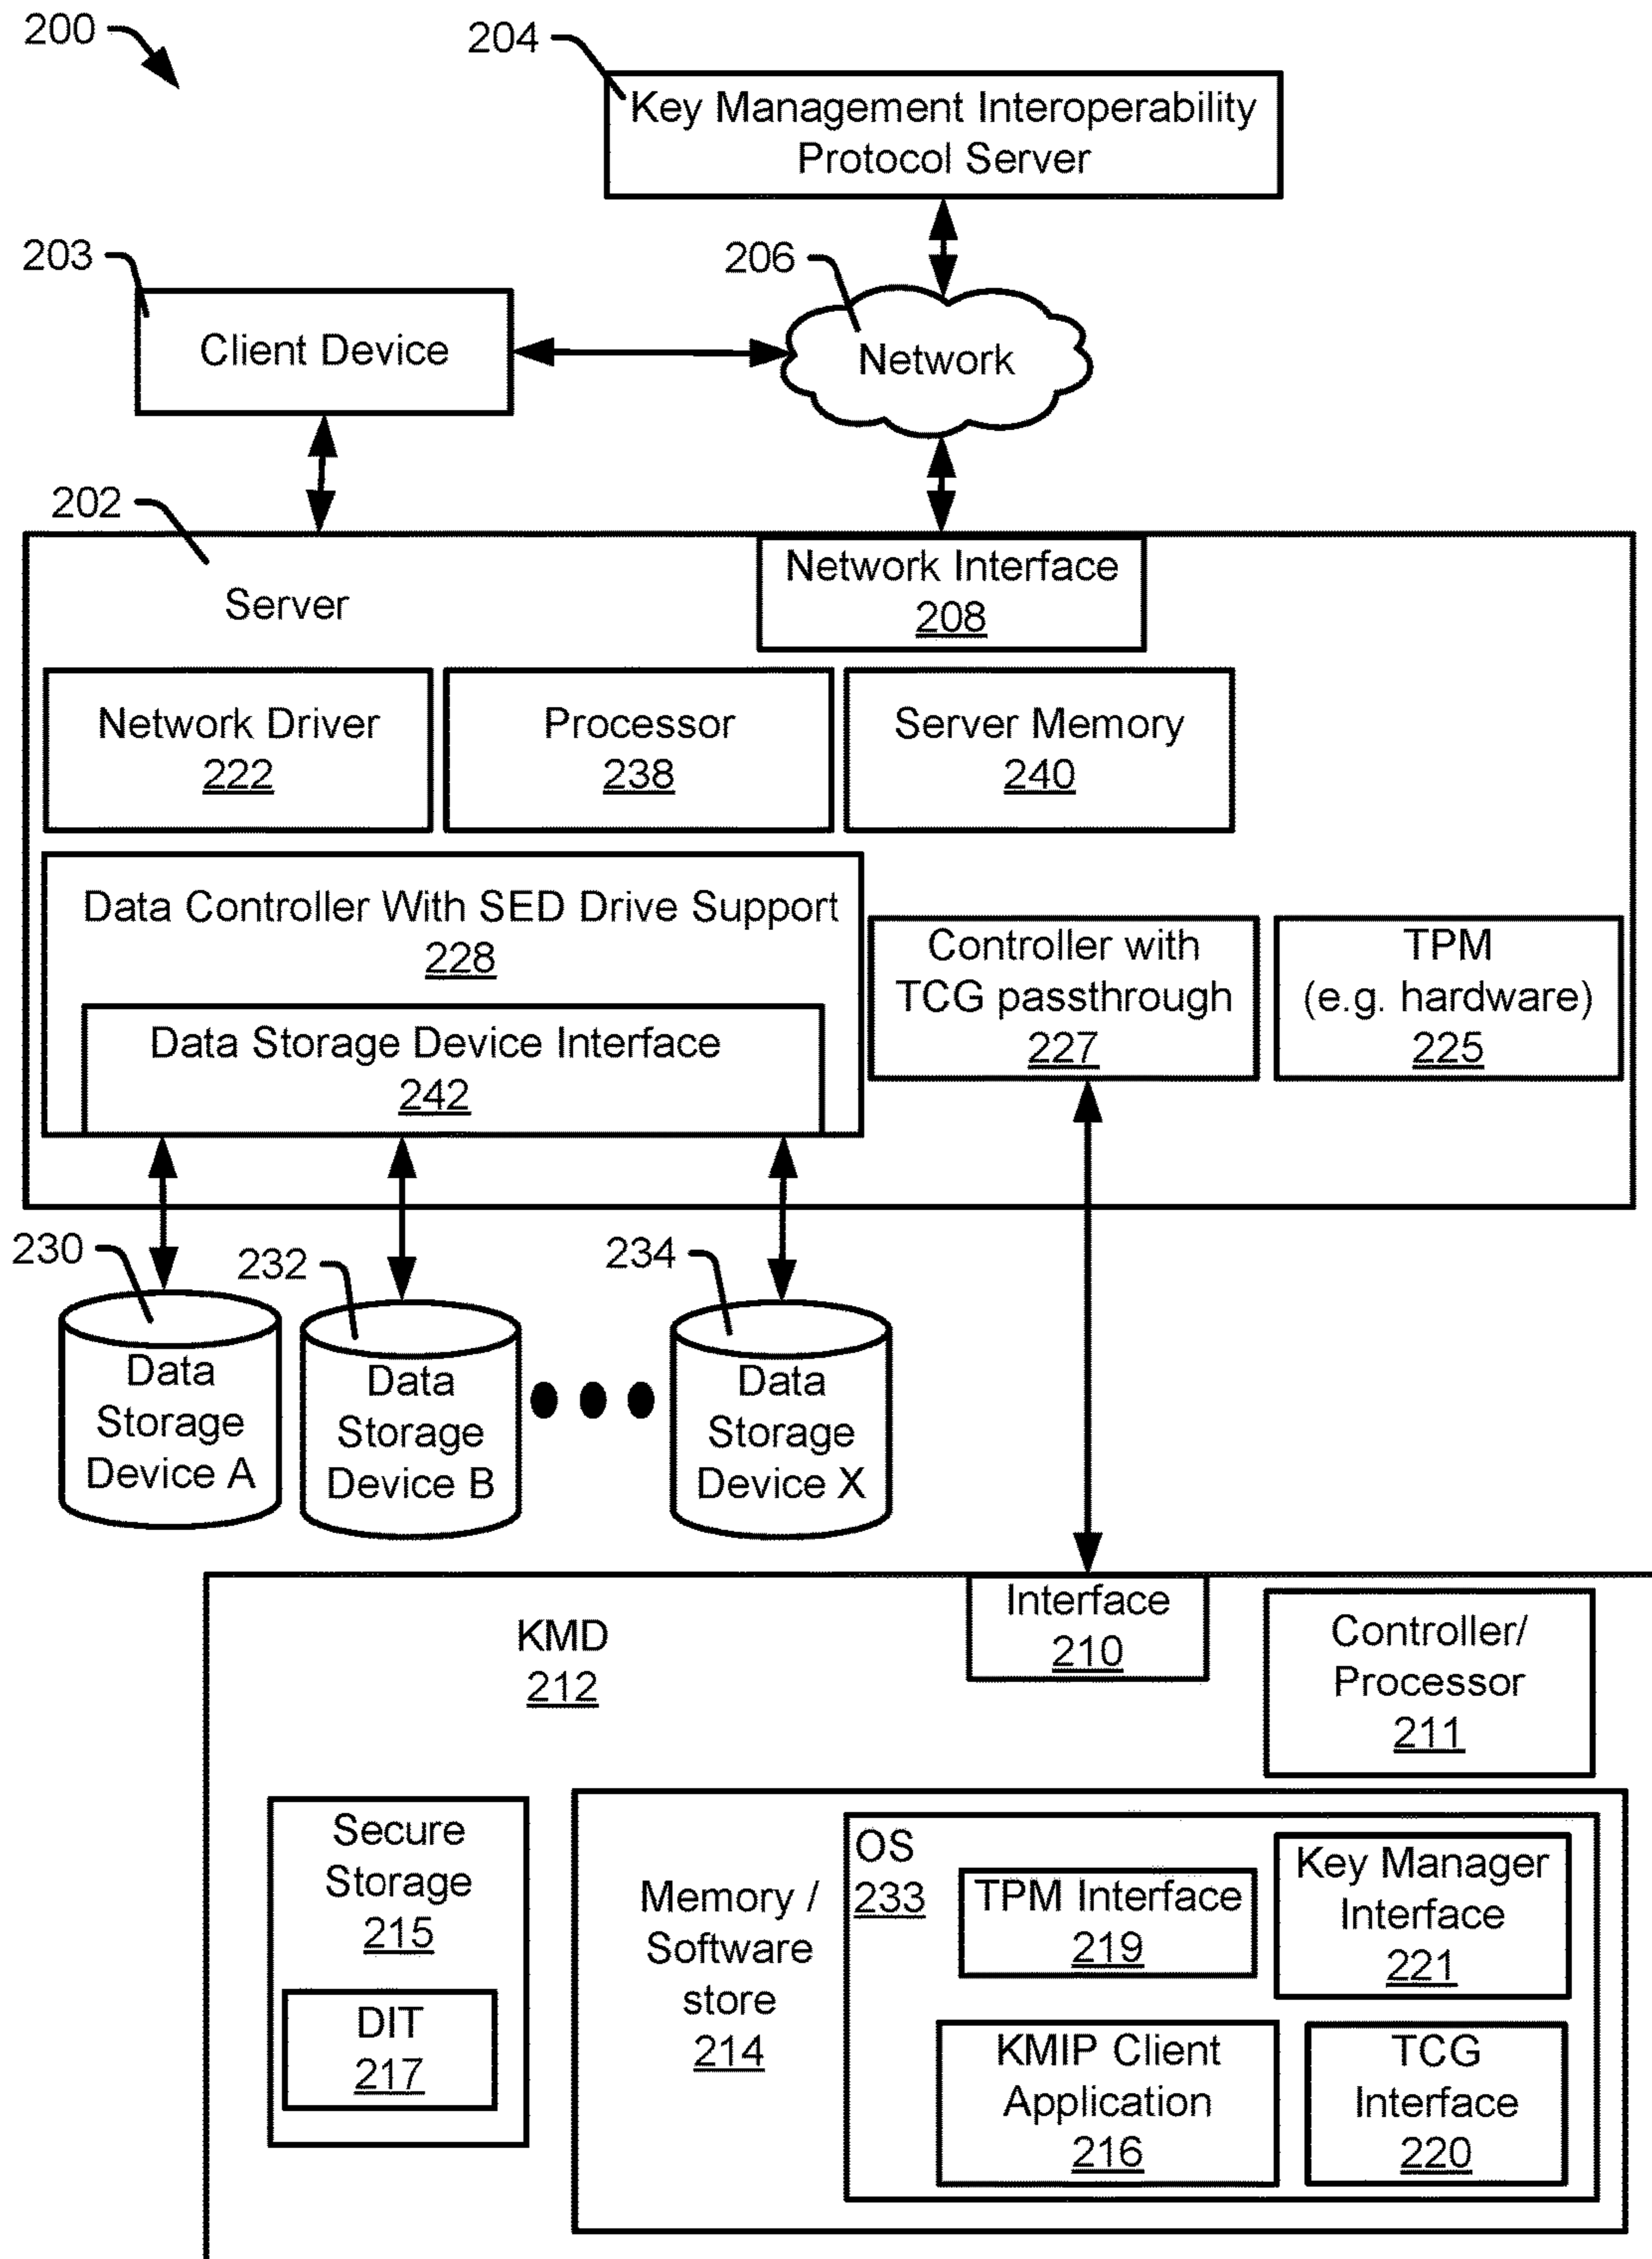 200
204
Key Management Interoperability
Protocol Server
203
206
Client Device
Network
202
Server
Network Interface
208
Network Driver
222
Processor
238
Server Memory
240
Data Controller With SED Drive Support
228
Data Storage Device Interface
242
Controller with
TCG passthrough
227
TPM
(e.g. hardware)
225
230
232
234
Data
Storage
Device A
Data
Storage
Device B
Data
Storage
Device X
KMD
212
Interface
210
Controller/
Processor
211
Secure
Storage
215
DIT
217
Memory /
Software
store
214
OS
233
TPM Interface
219
Key Manager
Interface
221
KMIP Client
Application
216
TCG
Interface
220